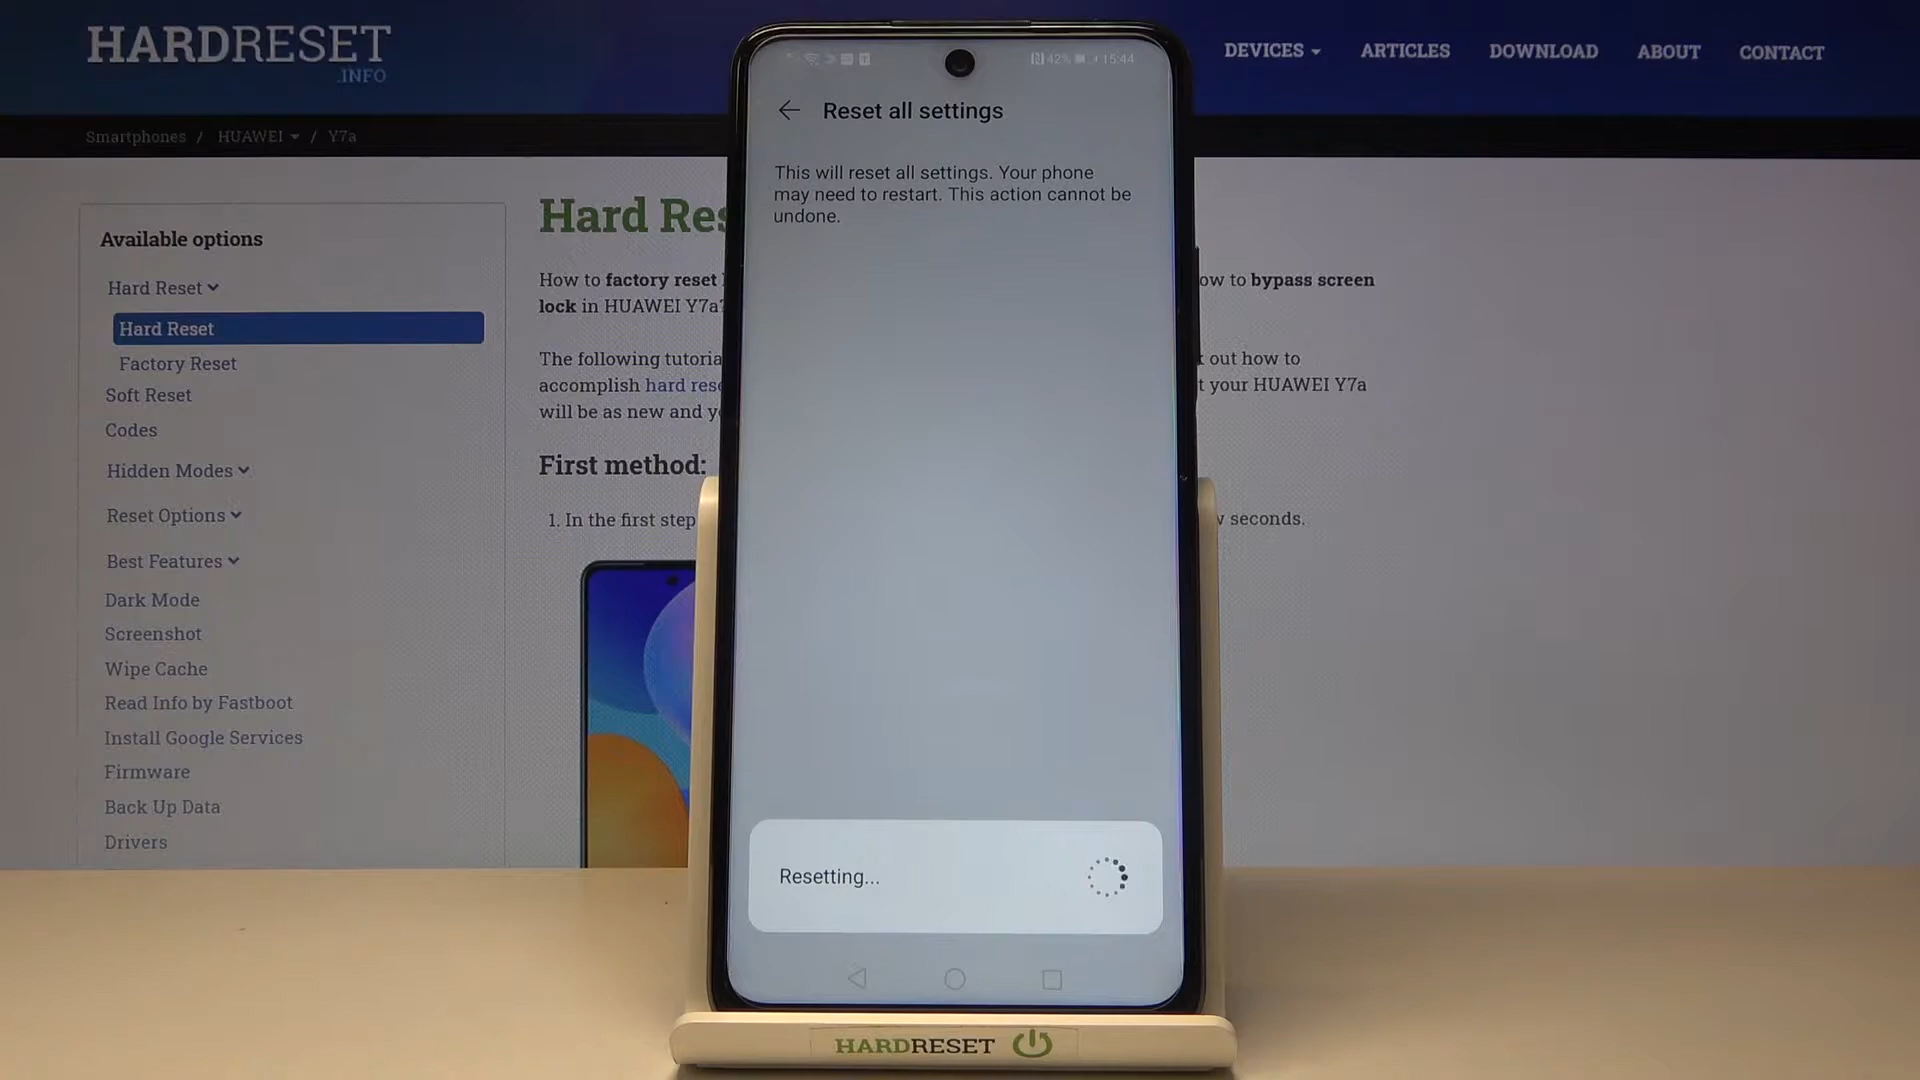 HARDRESET
.INFO
DEVICES
ARTICLES
DOWNLOAD
ABOUT
CONTACT
Smartphones / HUAWEI / Y7a
Available options
Hard Reset
Hard Reset
Factory Reset
Soft Reset
Codes
Hidden Modes
Reset Options
Best Features
Dark Mode
Screenshot
Wipe Cache
Read Info by Fastboot
Install Google Services
Firmware
Back Up Data
Drivers
Hard Res
How to factory reset
ow to bypass screen
lock in HUAWEI Y7a?
The following tutoria
t out how to
accomplish hard rese
t your HUAWEI Y7a
will be as new and y
First method:
1. In the first step
w seconds.
42% 15:44
Reset all settings
This will reset all settings. Your phone
may need to restart. This action cannot be
undone.
Resetting...
HARDRESET